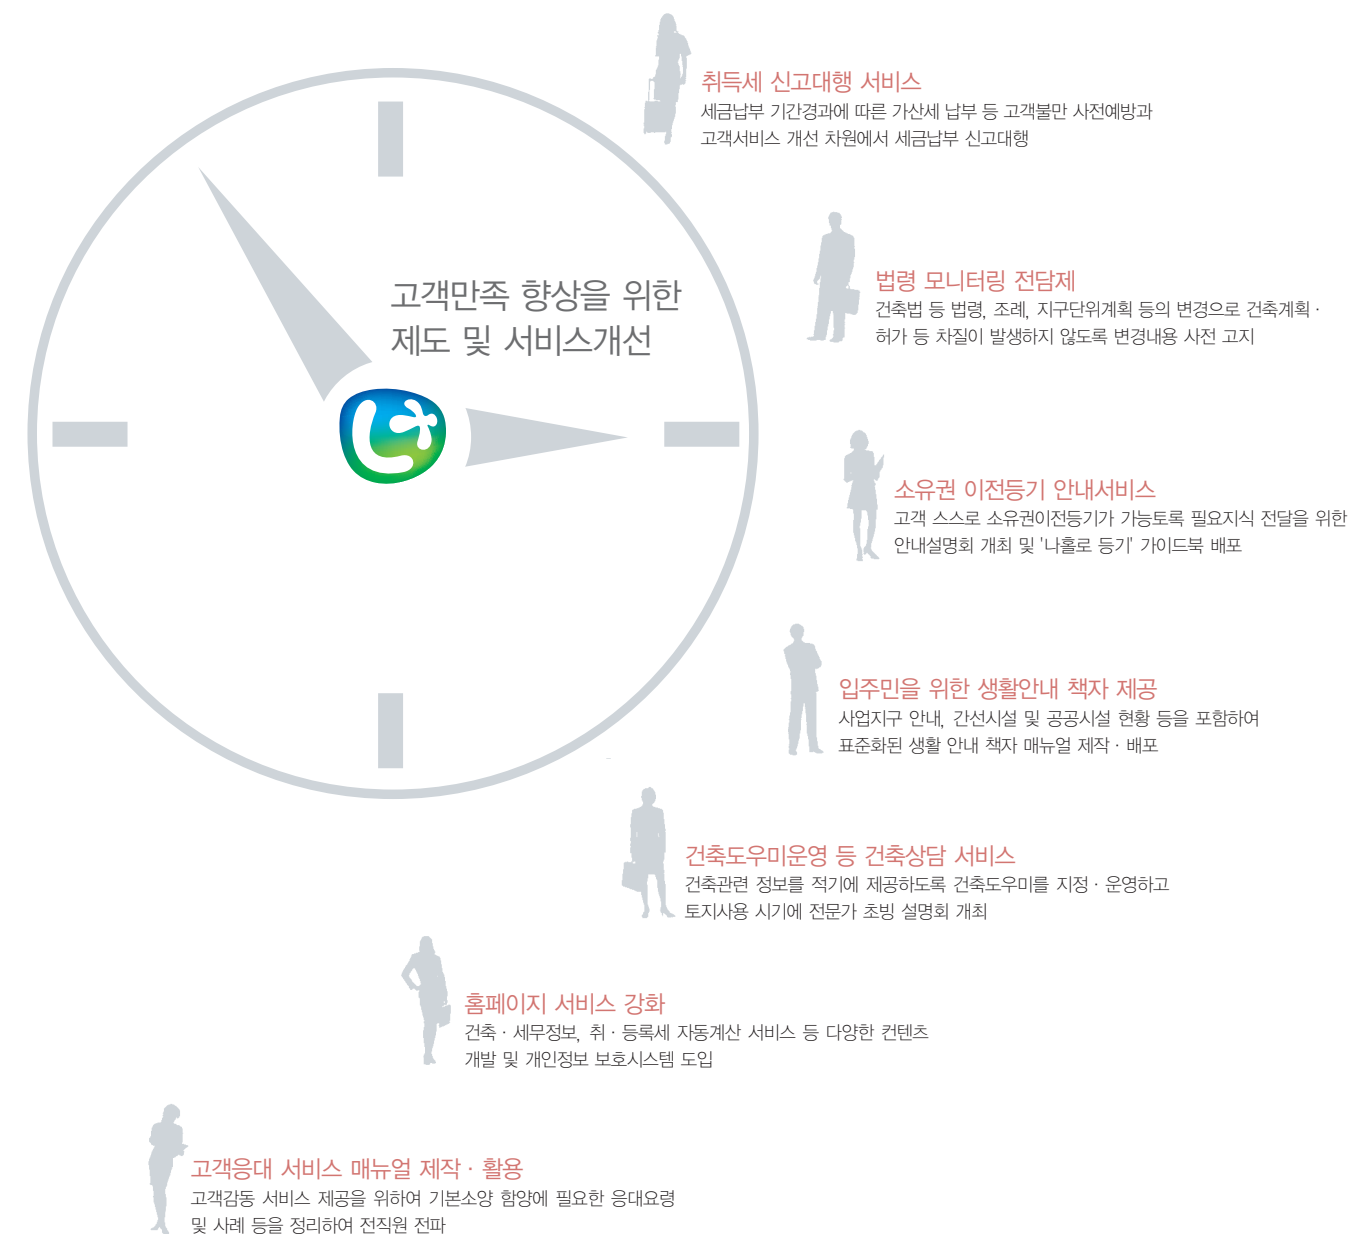 고객만족 향상을 위한
제도 및 서비스개선
취득세 신고대행 서비스
세금납부 기간경과에 따른 가산세 납부 등 고객불만 사전예방과
고객서비스 개선 차원에서 세금납부 신고대행
법령 모니터링 전담제
건축법 등 법령, 조례, 지구단위계획 등의 변경으로 건축계획 ·
허가 등 차질이 발생하지 않도록 변경내용 사전 고지
소유권 이전등기 안내서비스
고객 스스로 소유권이전등기가 가능토록 필요지식 전달을 위한
안내설명회 개최 및 '나홀로 등기' 가이드북 배포
입주민을 위한 생활안내 책자 제공
사업지구 안내, 간선시설 및 공공시설 현황 등을 포함하여
표준화된 생활 안내 책자 매뉴얼 제작 · 배포
건축도우미운영 등 건축상담 서비스
건축관련 정보를 적기에 제공하도록 건축도우미를 지정 · 운영하고
토지사용 시기에 전문가 초빙 설명회 개최
홈페이지 서비스 강화
건축 · 세무정보, 취 · 등록세 자동계산 서비스 등 다양한 컨텐츠
개발 및 개인정보 보호시스템 도입
고객응대 서비스 매뉴얼 제작 · 활용
고객감동 서비스 제공을 위하여 기본소양 함양에 필요한 응대요령
및 사례 등을 정리하여 전직원 전파